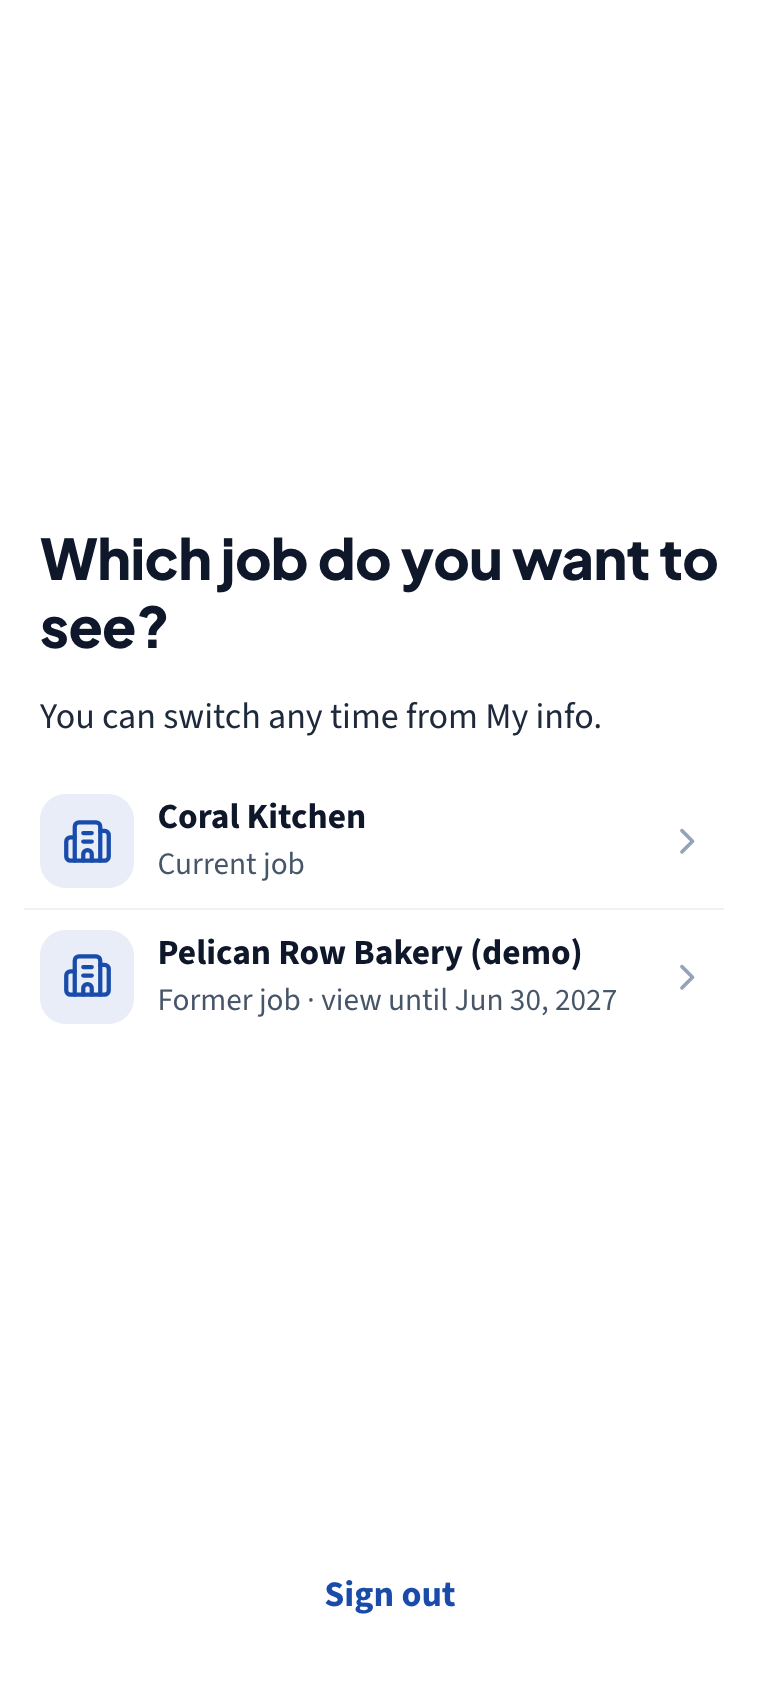 Which job do you want to
see?
You can switch any time from My info.
Coral Kitchen
Current job
Pelican Row Bakery (demo)
Former job · view until Jun 30, 2027
Sign out